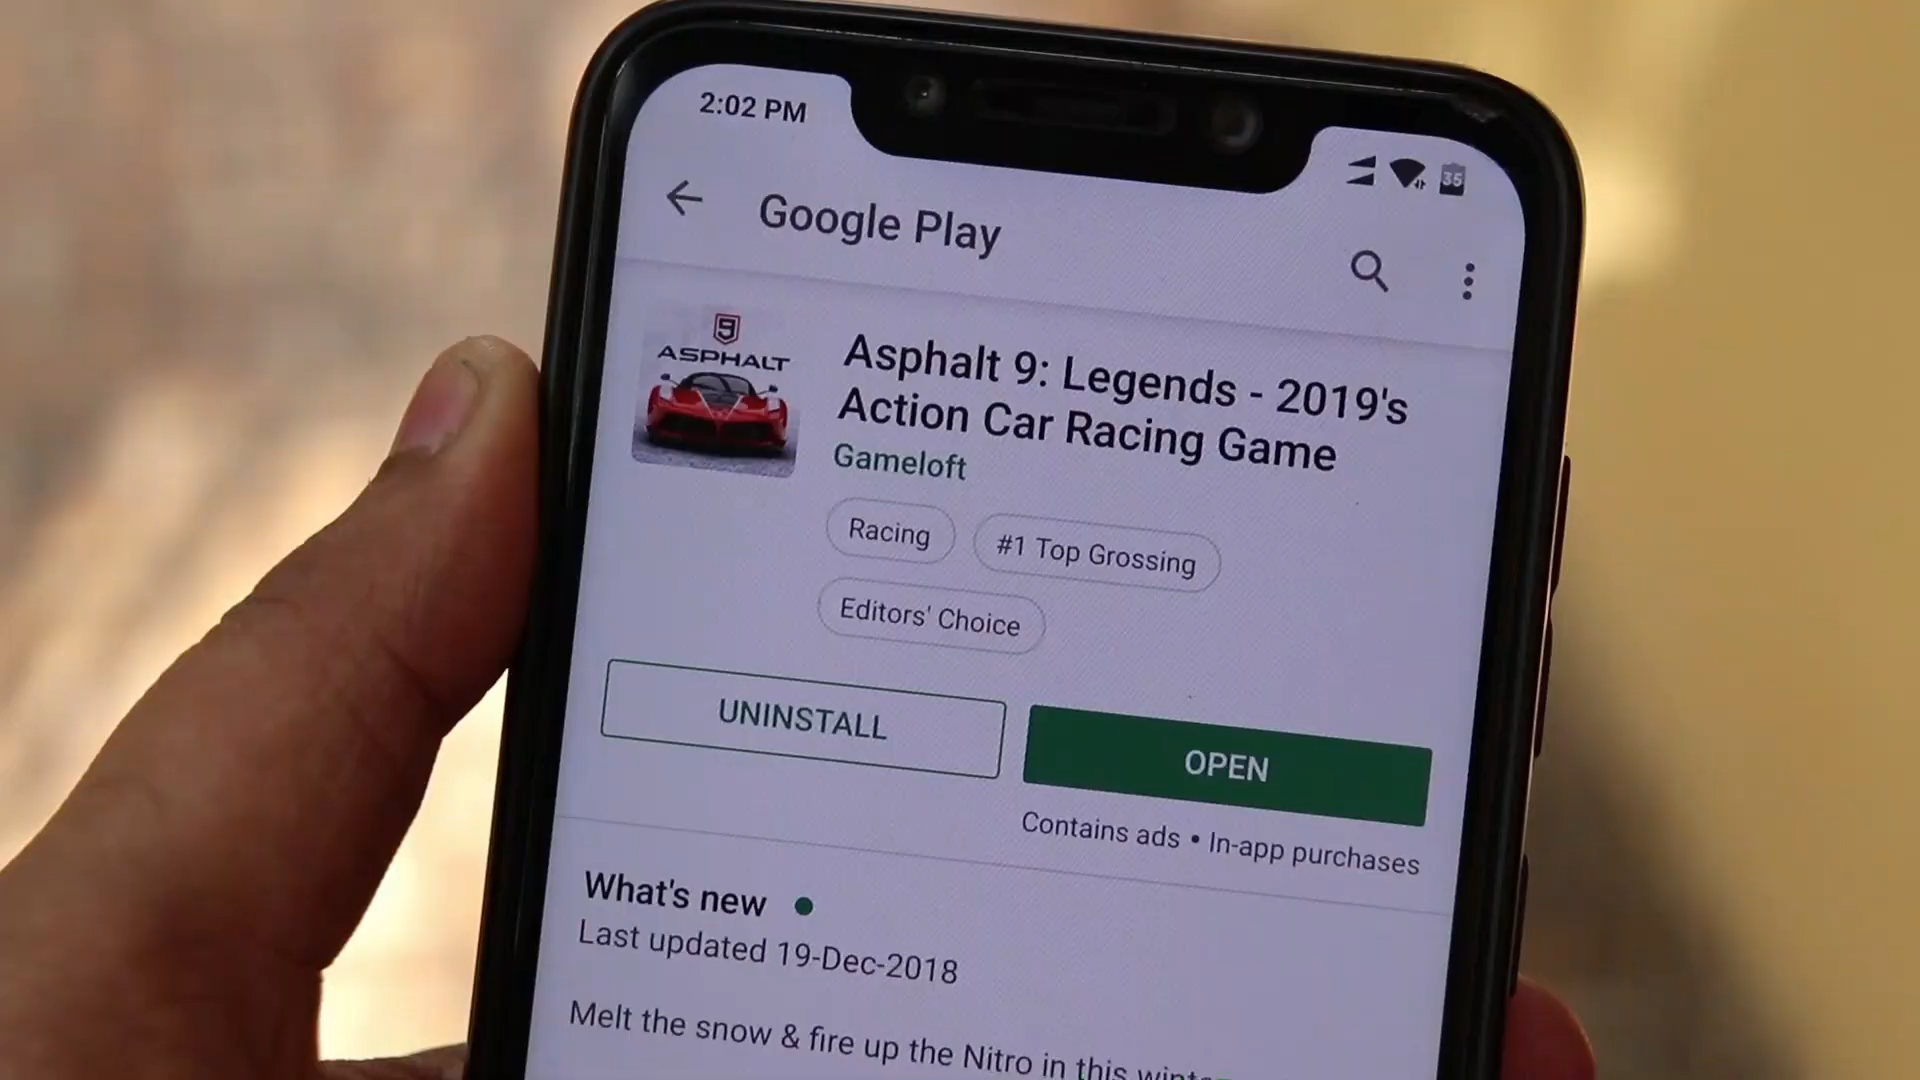 2:02 PM
35
Google Play
9
ASPHALT
Asphalt 9: Legends - 2019's
Action Car Racing Game
Gameloft
Racing
#1 Top Grossing
Editors' Choice
UNINSTALL
OPEN
Contains ads • In-app purchases
What's new
Last updated 19-Dec-2018
Melt the snow & fire up the Nitro in this